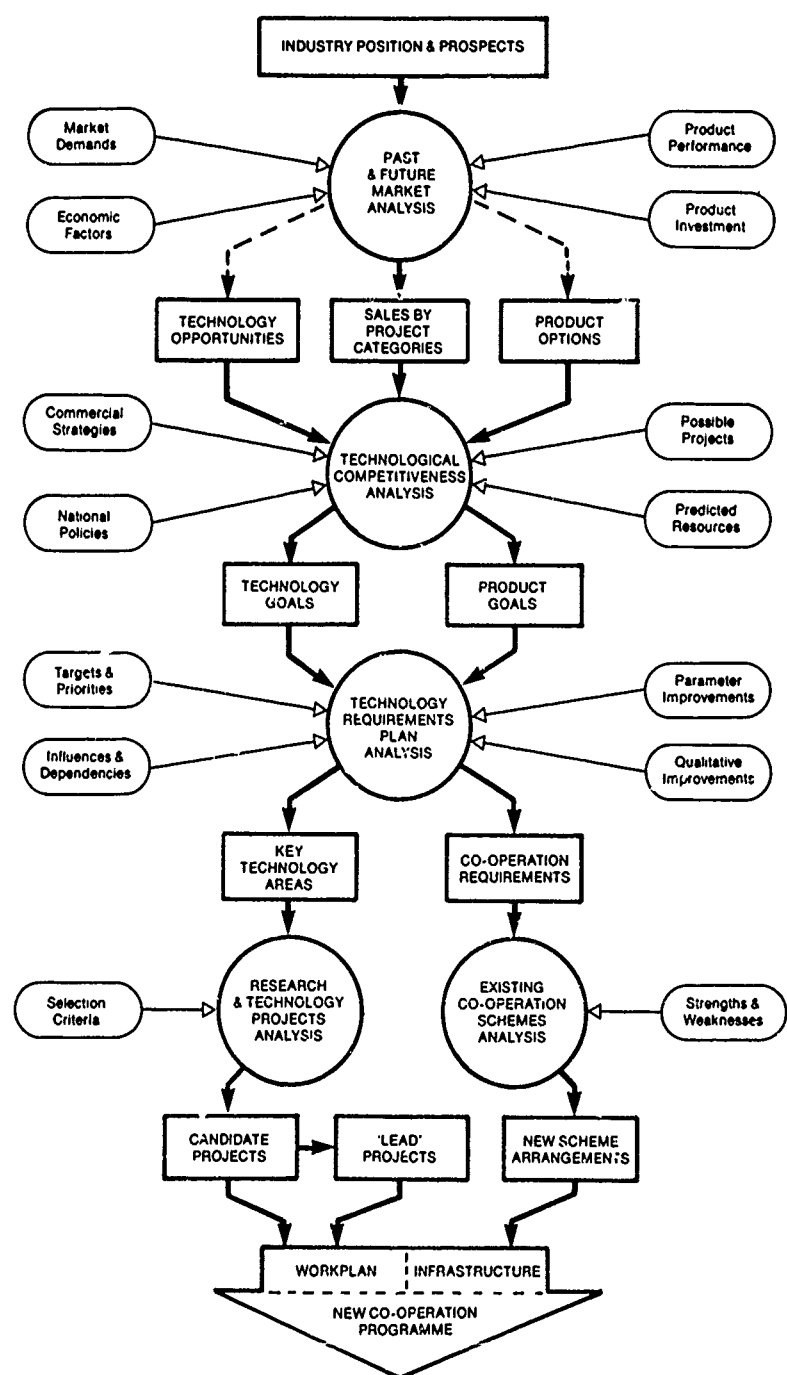 INDUSTRY POSITION & PROSPECTS
Market
Demands
PAST
& FUTURE
MARKET
ANALYSIS
Product
Performance
Economic
Factors
Product
Investment
TECHNOLOGY
OPPORTUNITIES
SALES BY
PROJECT
CATEGORIES
PRODUCT
OPTIONS
Commercial
Strategies
TECHNOLOGICAL
COMPETITIVENESS
ANALYSIS
Possible
Projects
National
Policies
Predicted
Resources
TECHNOLOGY
GOALS
PRODUCT
GOALS
Targets &
Priorities
TECHNOLOGY
REQUIREMENTS
PLAN
ANALYSIS
Parameter
Improvements
Influences &
Dependencies
Qualitative
Improvements
KEY
TECHNOLOGY
AREAS
CO-OPERATION
REQUIREMENTS
Selection
Criteria
RESEARCH
& TECHNOLOGY
PROJECTS
ANALYSIS
EXISTING
CO-OPERATION
SCHEMES
ANALYSIS
Strengths &
Weaknesses
CANDIDATE
PROJECTS
'LEAD'
PROJECTS
NEW SCHEME
ARRANGEMENTS
WORKPLAN
INFRASTRUCTURE
NEW CO-OPERATION
PROGRAMME